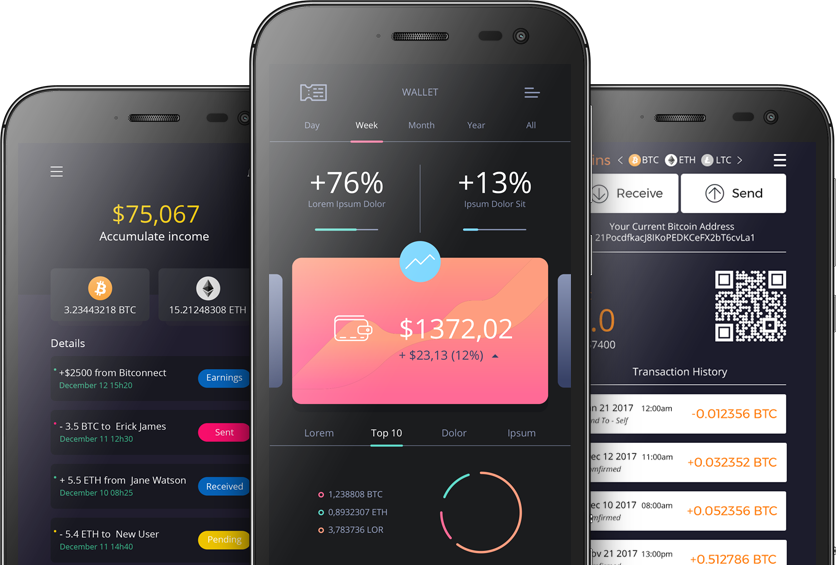 $75,067
Accumulate income
3.23443218 BTC
15.21248308 ETH
Details
+$2500 from Bitconnect
December 12 15h20
Earnings
- 3.5 BTC to Erick James
December 11 12h30
Sent
+ 5.5 ETH from Jane Watson
December 10 08h25
Received
- 5.4 ETH to New User
December 11 14h40
Pending
WALLET
Day Week Month Year All
+76%
Lorem Ipsum Dolor
+13%
Ipsum Dolor Sit
$1372,02
+ $23,13 (12%)
Lorem Top 10 Dolor Ipsum
1,238808 BTC
0,8932307 ETH
3,783736 LOR
ins < BTC ETH LTC >
Receive Send
Your Current Bitcoin Address
21PocdfkacJ8IKoPEDKCeFX2bT6cvLa1
.0
7400
Transaction History
n 21 2017 12:00am
nd To - Self
-0.012356 BTC
ec 12 2017 11:00am
nfirmed
+0.032352 BTC
ec 10 2017 08:00am
nfirmed
+0.052356 BTC
ov 21 2017 13:00pm
nfirmed
+0.512786 BTC